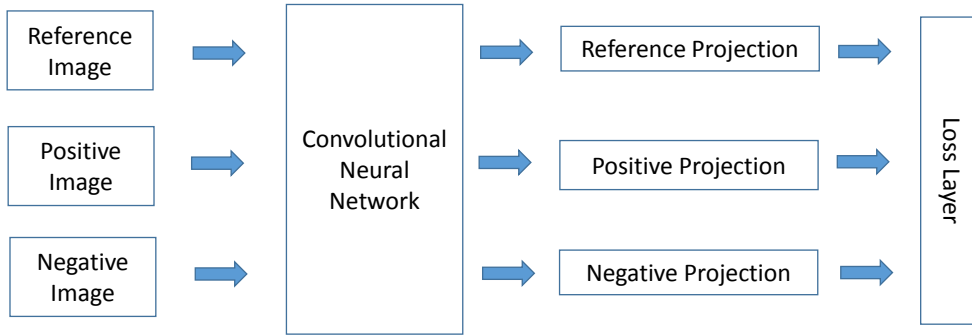 Reference
Image
Positive
Image
Negative
Image
Convolutional
Neural
Network
Reference Projection
Positive Projection
Negative Projection
Loss Layer